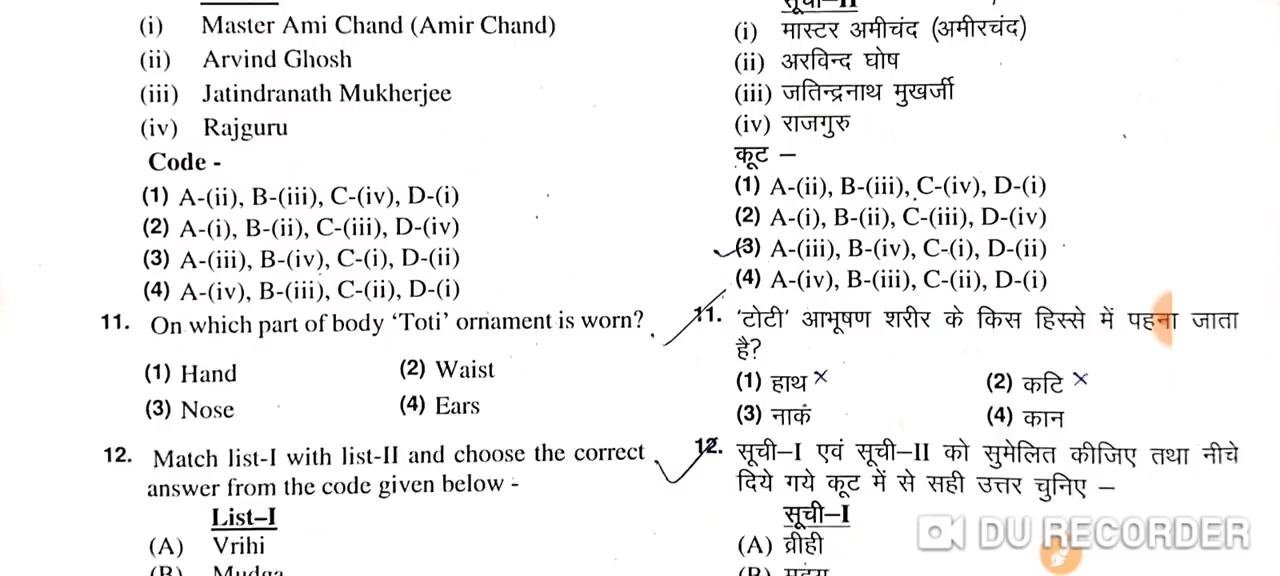 (i) Master Ami Chand (Amir Chand)
(ii) Arvind Ghosh
(iii) Jatindranath Mukherjee
(iv) Rajguru
Code -
(1) A-(ii), B-(iii), C-(iv), D-(i)
(2) A-(i), B-(ii), C-(iii), D-(iv)
(3) A-(iii), B-(iv), C-(i), D-(ii)
(4) A-(iv), B-(iii), C-(ii), D-(i)
11. On which part of body ‘Toti’ ornament is worn?
(1) Hand (2) Waist
(3) Nose (4) Ears
12. Match list-I with list-II and choose the correct
answer from the code given below -
List–I
(A) Vrihi
(B) Mudga
सूची–II
(i) मास्टर अमीचंद (अमीरचंद)
(ii) अरविन्द घोष
(iii) जतिन्द्रनाथ मुखर्जी
(iv) राजगुरु
कूट –
(1) A-(ii), B-(iii), C-(iv), D-(i)
(2) A-(i), B-(ii), C-(iii), D-(iv)
(3) A-(iii), B-(iv), C-(i), D-(ii)
(4) A-(iv), B-(iii), C-(ii), D-(i)
11. ‘टोटी’ आभूषण शरीर के किस हिस्से में पहना जाता
है?
(1) हाथ x (2) कटि x
(3) नाक (4) कान
12. सूची–I एवं सूची–II को सुमेलित कीजिए तथा नीचे
दिये गये कूट में से सही उत्तर चुनिए –
सूची–I
(A) व्रीही
(B)
DU RECORDER